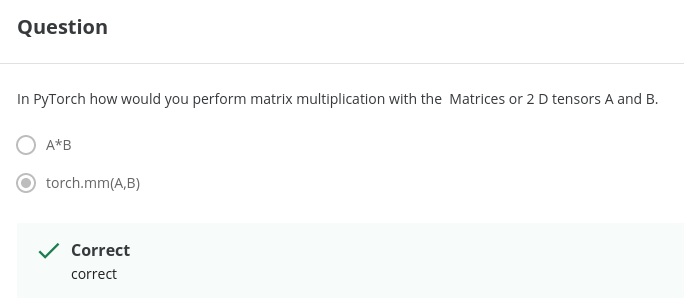 Question
In PyTorch how would you perform matrix multiplication with the  Matrices or 2 D tensors A and B.
A*B
torch.mm(A,B)
Correct
correct